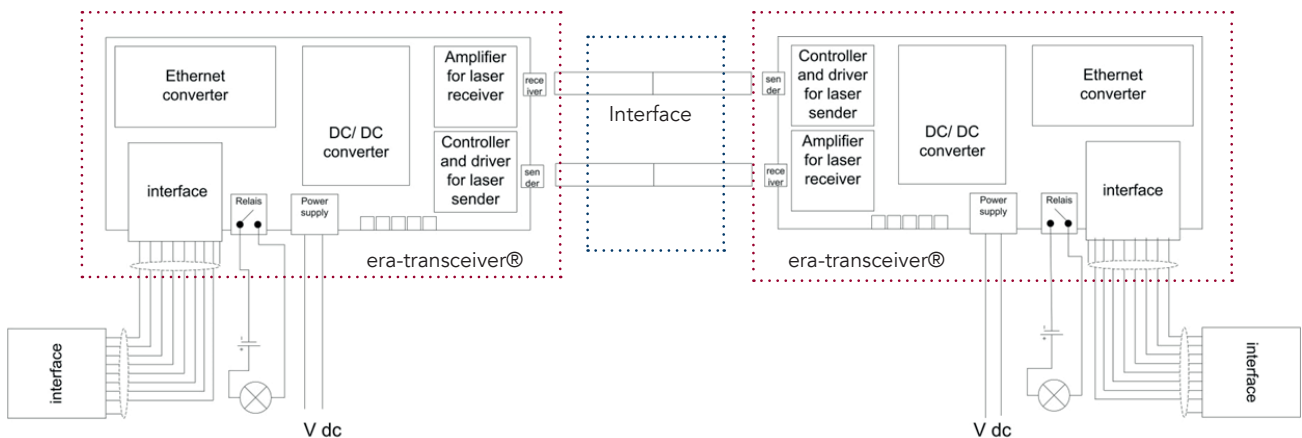 Ethernet
converter
DC/ DC
converter
Amplifier
for laser
receiver
rece
iver
Controller
and driver
for laser
sender
sen
der
interface
Relais
Power
supply
era-transceiver®
interface
V dc
Interface
sen
der
Controller
and driver
for laser
sender
rece
iver
Amplifier
for laser
receiver
DC/ DC
converter
Ethernet
converter
Power
supply
Relais
interface
era-transceiver®
interface
V dc